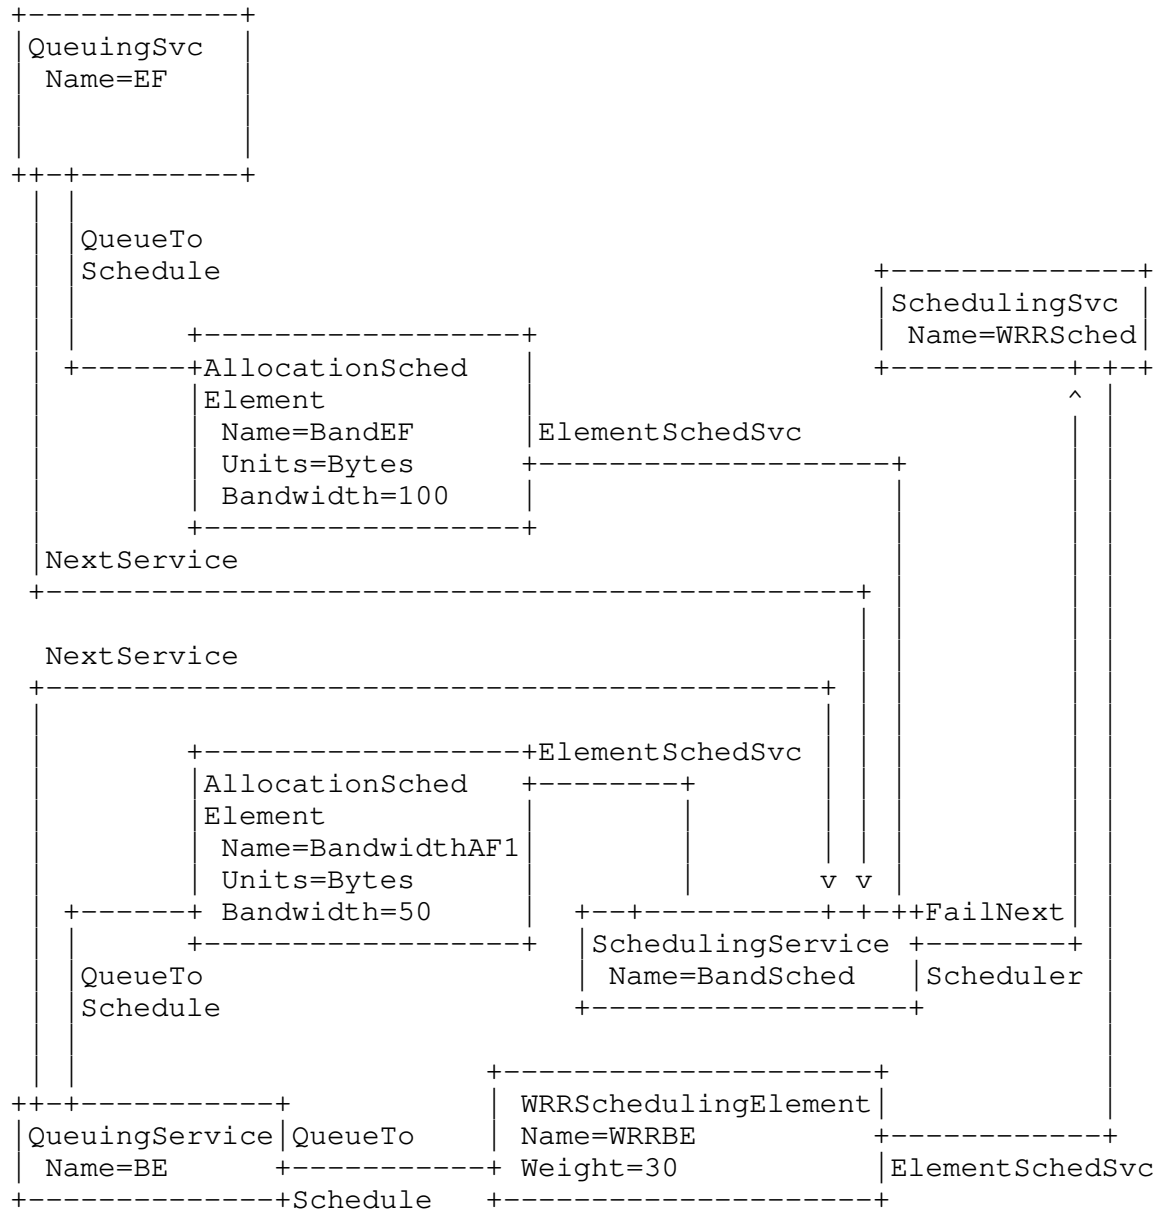 QueuingSvc
Name=EF
QueueTo
Schedule
SchedulingSvc
Name=WRRSched
AllocationSched
Element
Name=BandEF
ElementSchedSvc
Units=Bytes
Bandwidth=100
NextService
NextService
ElementSchedSvc
AllocationSched
Element
Name=BandwidthAF1
Units=Bytes
Bandwidth=50
FailNext
SchedulingService
QueueTo
Name=BandSched
Scheduler
Schedule
WRRSchedulingElement
QueuingService
QueueTo
Name=WRRBE
Name=BE
Weight=30
ElementSchedSvc
Schedule